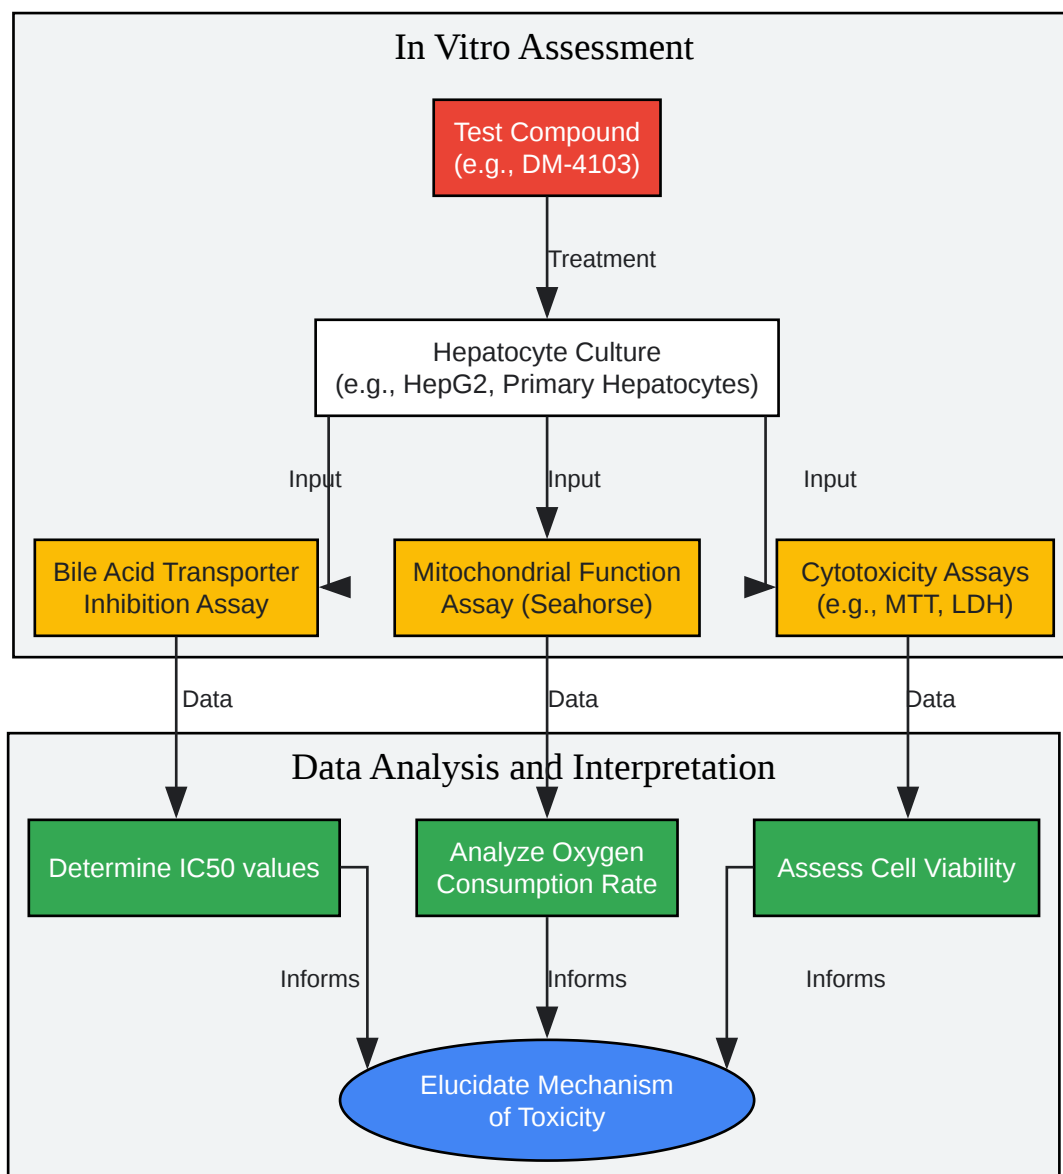 In Vitro Assessment
Test Compound
(e.g., DM-4103)
Treatment
Hepatocyte Culture
(e.g., HepG2, Primary Hepatocytes)
Input
Input
Input
Bile Acid Transporter
Inhibition Assay
Mitochondrial Function
Assay (Seahorse)
Cytotoxicity Assays
(e.g., MTT, LDH)
Data
Data
Data
Data Analysis and Interpretation
Determine IC50 values
Analyze Oxygen
Consumption Rate
Assess Cell Viability
Informs
Informs
Informs
Elucidate Mechanism
of Toxicity